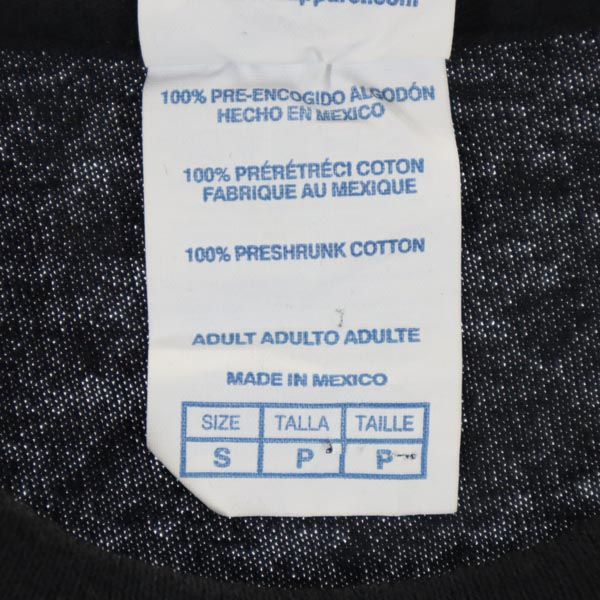 100% PRE-ENCOGIDO ALGODÓN
HECHO EN MEXICO
100% PRÉRÉTRÉCI COTON
FABRIQUE AU MEXIQUE
100% PRESHRUNK COTTON
ADULT ADULTO ADULTE
MADE IN MEXICO
SIZE TALLA TAILLE
S P P